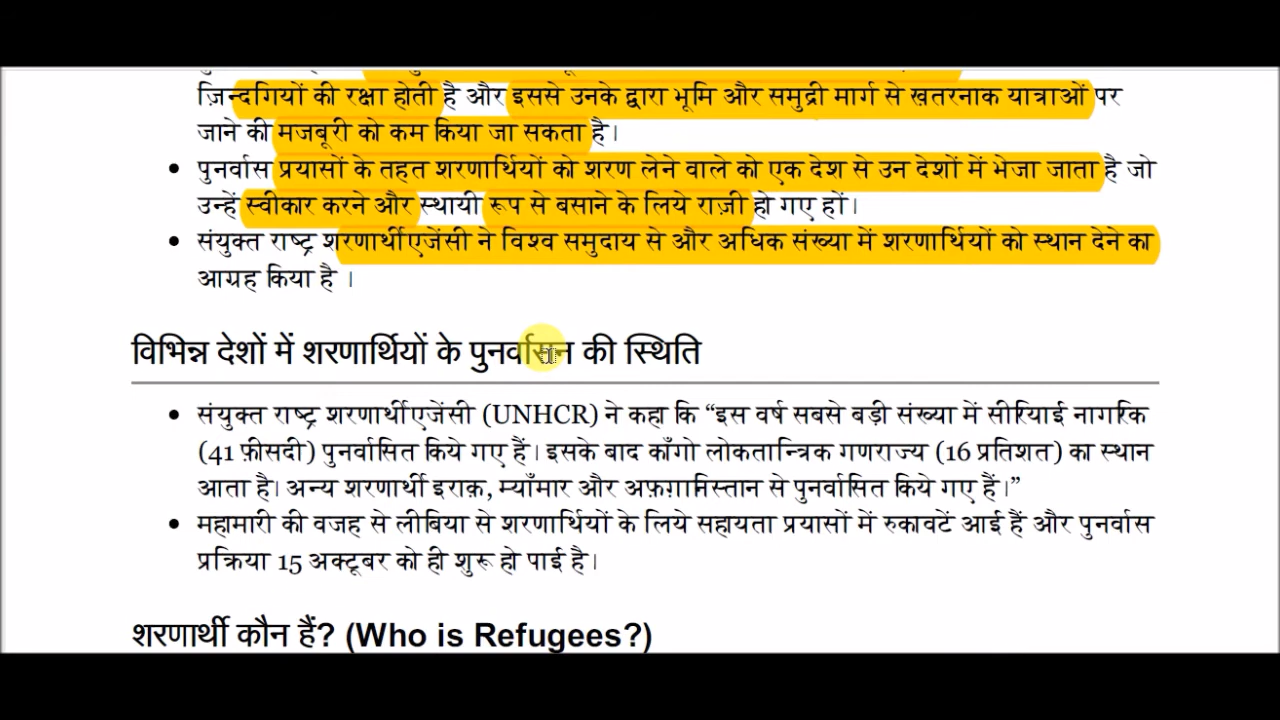 ज़िन्दगियों की रक्षा होती है और इससे उनके द्वारा भूमि और समुद्री मार्ग से ख़तरनाक यात्राओं पर
जाने की मजबूरी को कम किया जा सकता है।
पुनर्वास प्रयासों के तहत शरणार्थियों को शरण लेने वाले को एक देश से उन देशों में भेजा जाता है जो
उन्हें स्वीकार करने और स्थायी रूप से बसाने के लिये राज़ी हो गए हों।
संयुक्त राष्ट्र शरणार्थी एजेंसी ने विश्व समुदाय से और अधिक संख्या में शरणार्थियों को स्थान देने का
आग्रह किया है ।
विभिन्न देशों में शरणार्थियों के पुनर्वासन की स्थिति
संयुक्त राष्ट्र शरणार्थी एजेंसी (UNHCR) ने कहा कि “इस वर्ष सबसे बड़ी संख्या में सीरियाई नागरिक
(41 फ़ीसदी) पुनर्वासित किये गए हैं। इसके बाद काँगो लोकतान्त्रिक गणराज्य (16 प्रतिशत) का स्थान
आता है। अन्य शरणार्थी इराक़, म्याँमार और अफ़ग़ानिस्तान से पुनर्वासित किये गए हैं।”
महामारी की वजह से लीबिया से शरणार्थियों के लिये सहायता प्रयासों में रुकावटें आई हैं और पुनर्वास
प्रक्रिया 15 अक्टूबर को ही शुरू हो पाई है।
शरणार्थी कौन हैं? (Who is Refugees?)